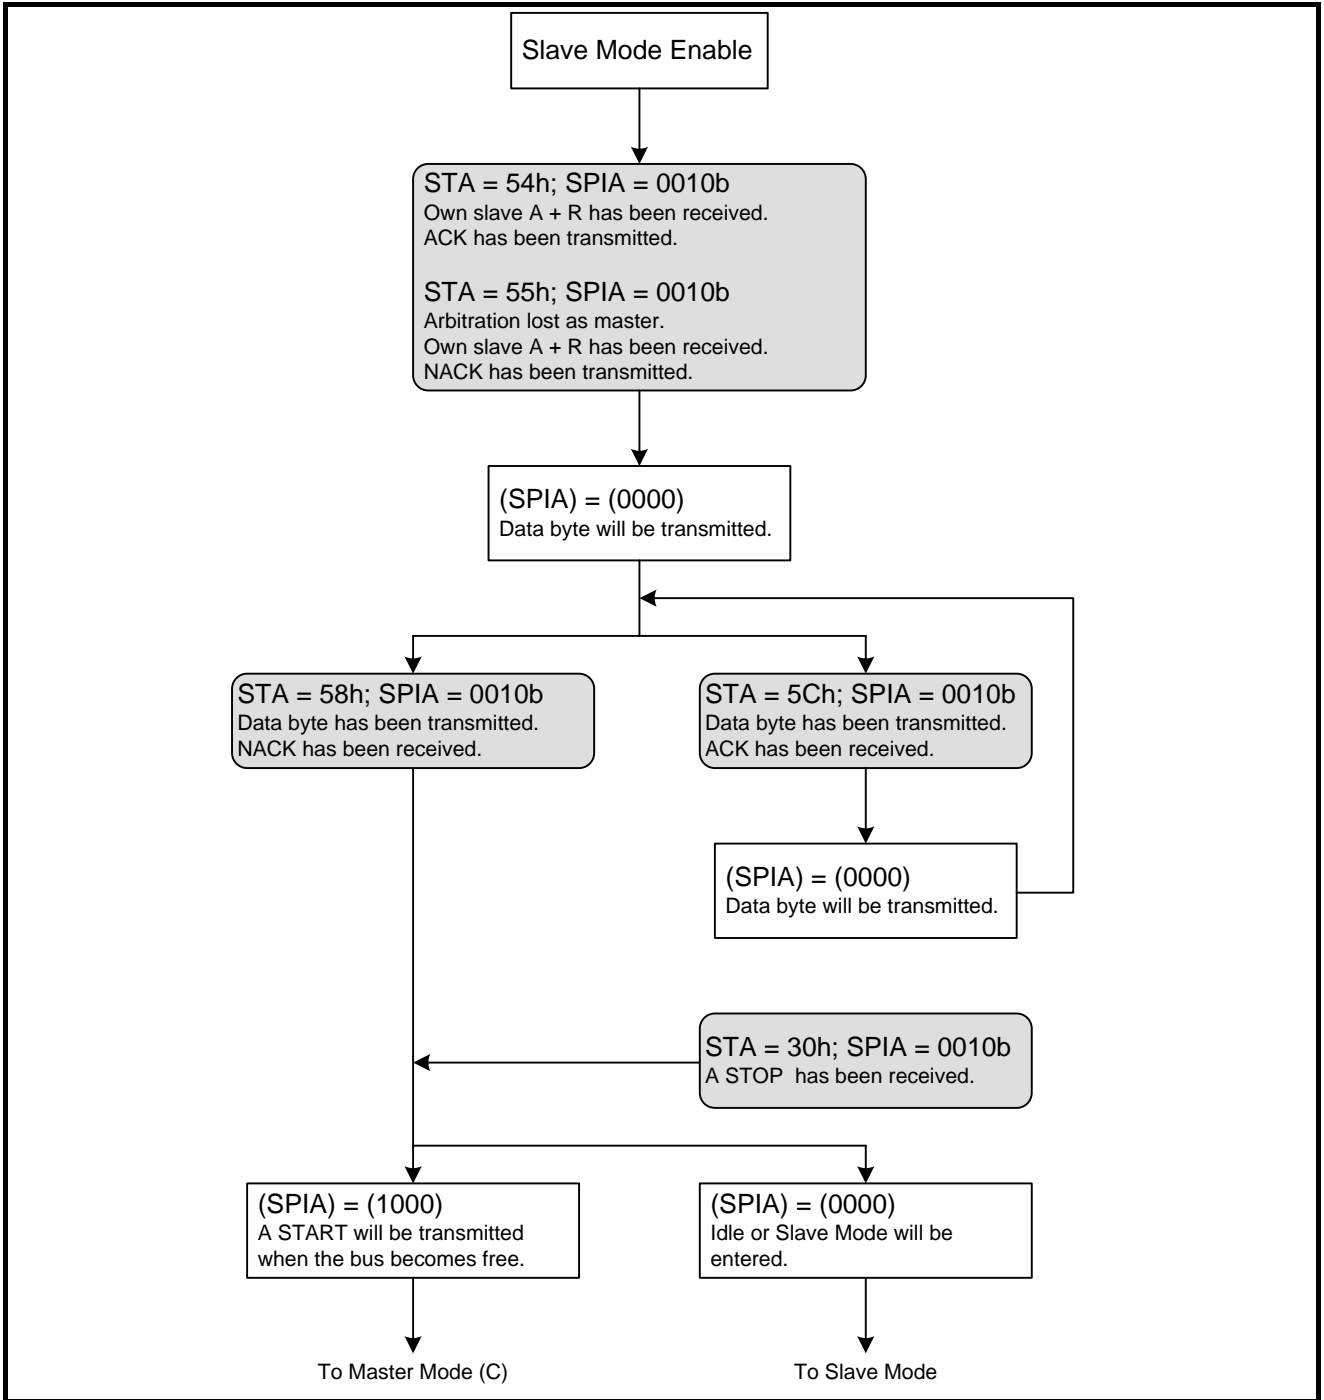 Slave Mode Enable
STA = 54h; SPIA = 0010b
Own slave A + R has been received.
ACK has been transmitted.
STA = 55h; SPIA = 0010b
Arbitration lost as master.
Own slave A + R has been received.
NACK has been transmitted.
(SPIA) = (0000)
Data byte will be transmitted.
STA = 58h; SPIA = 0010b
Data byte has been transmitted.
NACK has been received.
STA = 5Ch; SPIA = 0010b
Data byte has been transmitted.
ACK has been received.
(SPIA) = (0000)
Data byte will be transmitted.
STA = 30h; SPIA = 0010b
A STOP has been received.
(SPIA) = (1000)
A START will be transmitted
when the bus becomes free.
(SPIA) = (0000)
Idle or Slave Mode will be
entered.
To Master Mode (C)
To Slave Mode